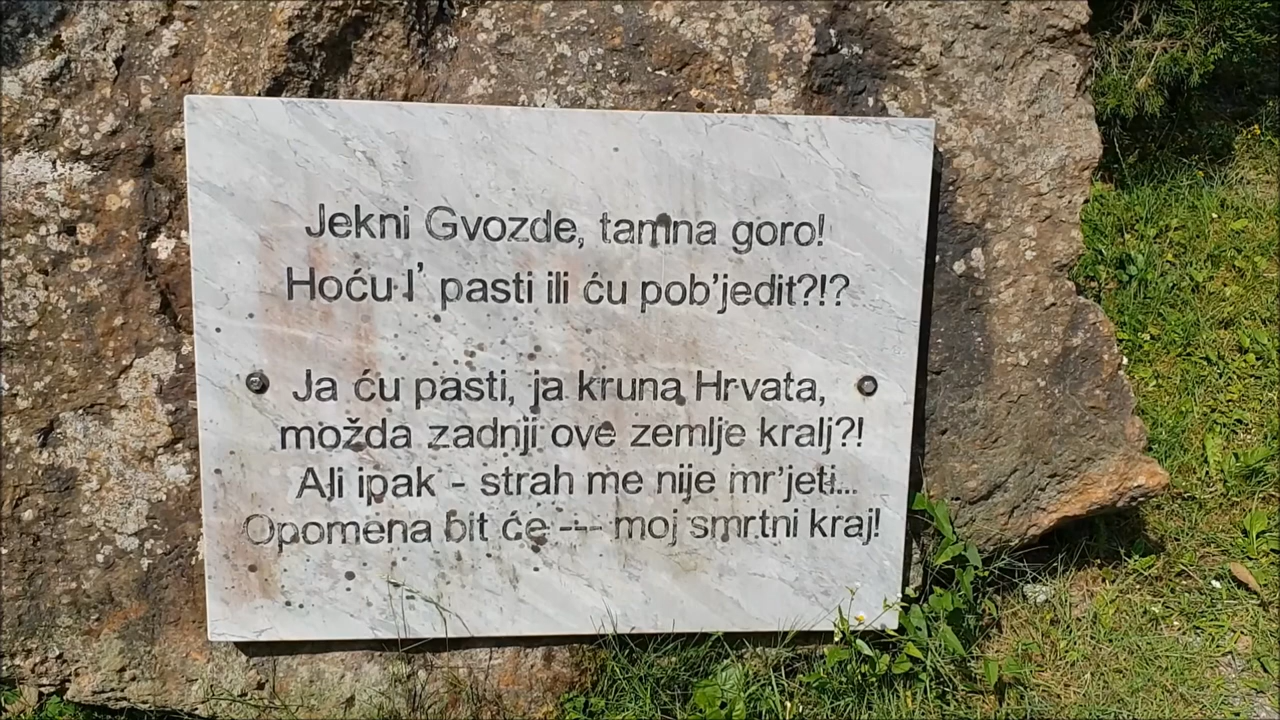 Jekni Gvozde, tamna goro!
Hoću l’ pasti ili ću pob’jedit?!?
Ja ću pasti, ja kruna Hrvata,
možda zadnji ove zemlje kralj?!
Ali ipak - strah me nije mr’jeti...
Opomena bit će --- moj smrtni kraj!